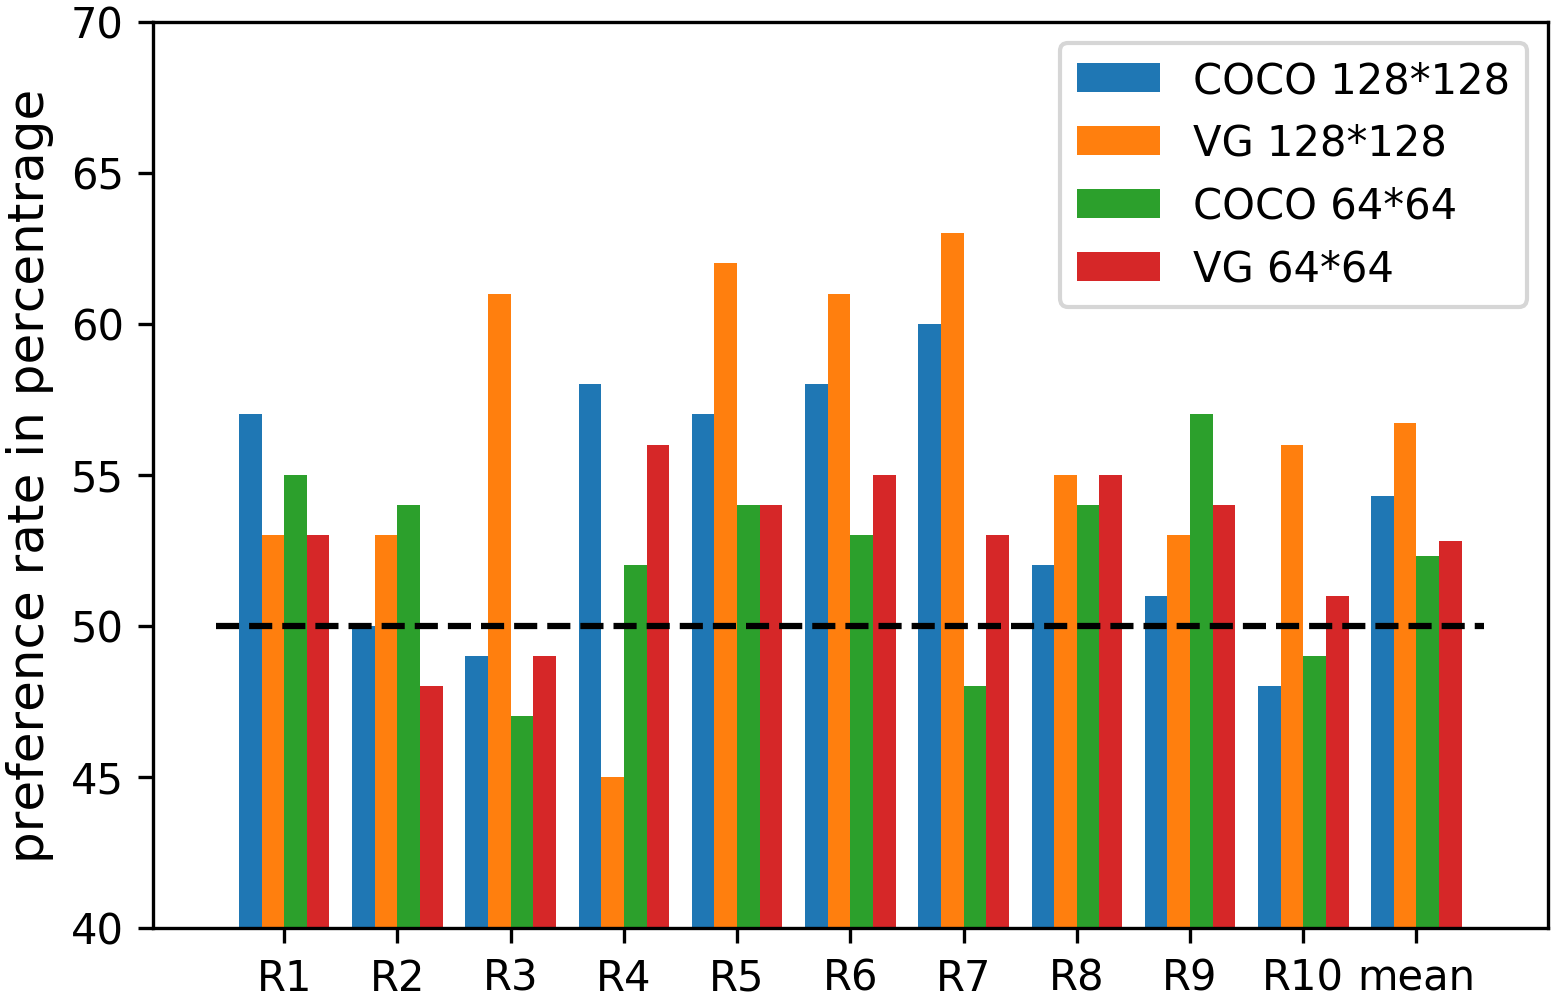 preference rate in percentrage
70
65
60
55
50
45
40
COCO 128*128
VG 128*128
COCO 64*64
VG 64*64
R1 R2 R3 R4 R5 R6 R7 R8 R9 R10 mean